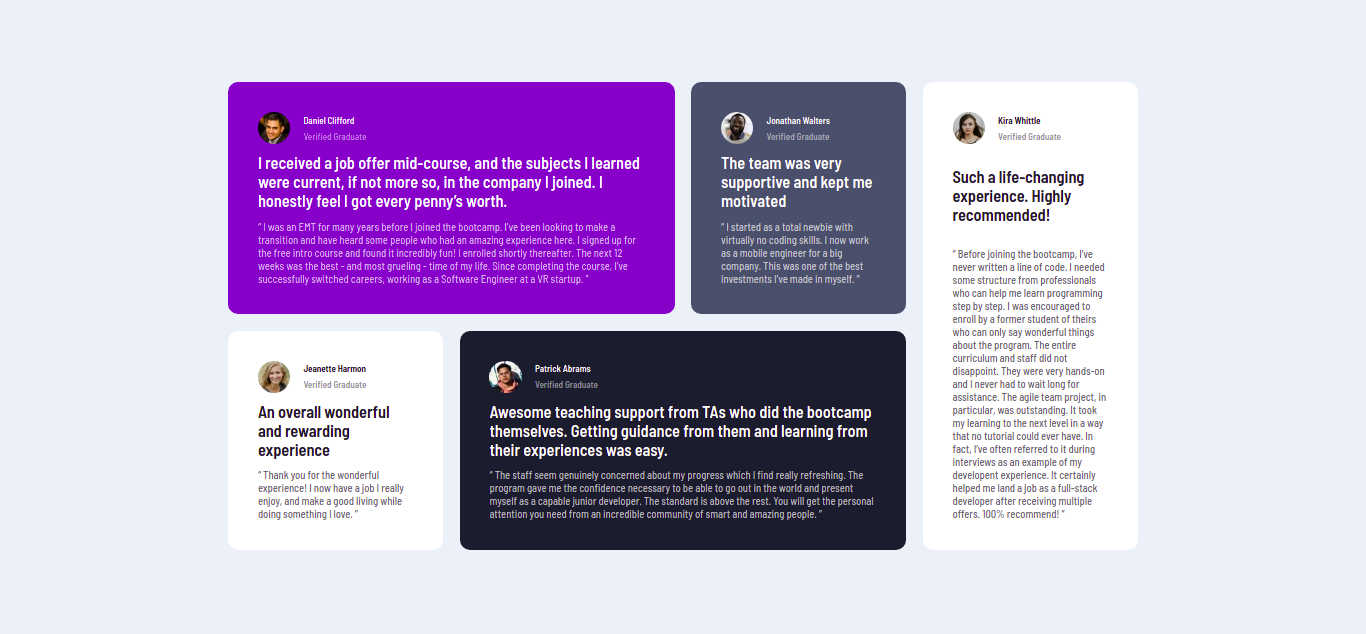 Daniel Clifford
Verified Graduate
I received a job offer mid-course, and the subjects I learned
were current, if not more so, in the company I joined. I
honestly feel I got every penny’s worth.
“ I was an EMT for many years before I joined the bootcamp. I’ve been looking to make a
transition and have heard some people who had an amazing experience here. I signed up for
the free intro course and found it incredibly fun! I enrolled shortly thereafter. The next 12
weeks was the best - and most grueling - time of my life. Since completing the course, I’ve
successfully switched careers, working as a Software Engineer at a VR startup. ”
Jonathan Walters
Verified Graduate
The team was very
supportive and kept me
motivated
“ I started as a total newbie with
virtually no coding skills. I now work
as a mobile engineer for a big
company. This was one of the best
investments I’ve made in myself. ”
Kira Whittle
Verified Graduate
Such a life-changing
experience. Highly
recommended!
“ Before joining the bootcamp, I’ve
never written a line of code. I needed
some structure from professionals
who can help me learn programming
step by step. I was encouraged to
enroll by a former student of theirs
who can only say wonderful things
about the program. The entire
curriculum and staff did not
disappoint. They were very hands-on
and I never had to wait long for
assistance. The agile team project, in
particular, was outstanding. It took
my learning to the next level in a way
that no tutorial could ever have. In
fact, I’ve often referred to it during
interviews as an example of my
developent experience. It certainly
helped me land a job as a full-stack
developer after receiving multiple
offers. 100% recommend! ”
Jeanette Harmon
Verified Graduate
An overall wonderful
and rewarding
experience
“ Thank you for the wonderful
experience! I now have a job I really
enjoy, and make a good living while
doing something I love. ”
Patrick Abrams
Verified Graduate
Awesome teaching support from TAs who did the bootcamp
themselves. Getting guidance from them and learning from
their experiences was easy.
“ The staff seem genuinely concerned about my progress which I find really refreshing. The
program gave me the confidence necessary to be able to go out in the world and present
myself as a capable junior developer. The standard is above the rest. You will get the personal
attention you need from an incredible community of smart and amazing people. ”